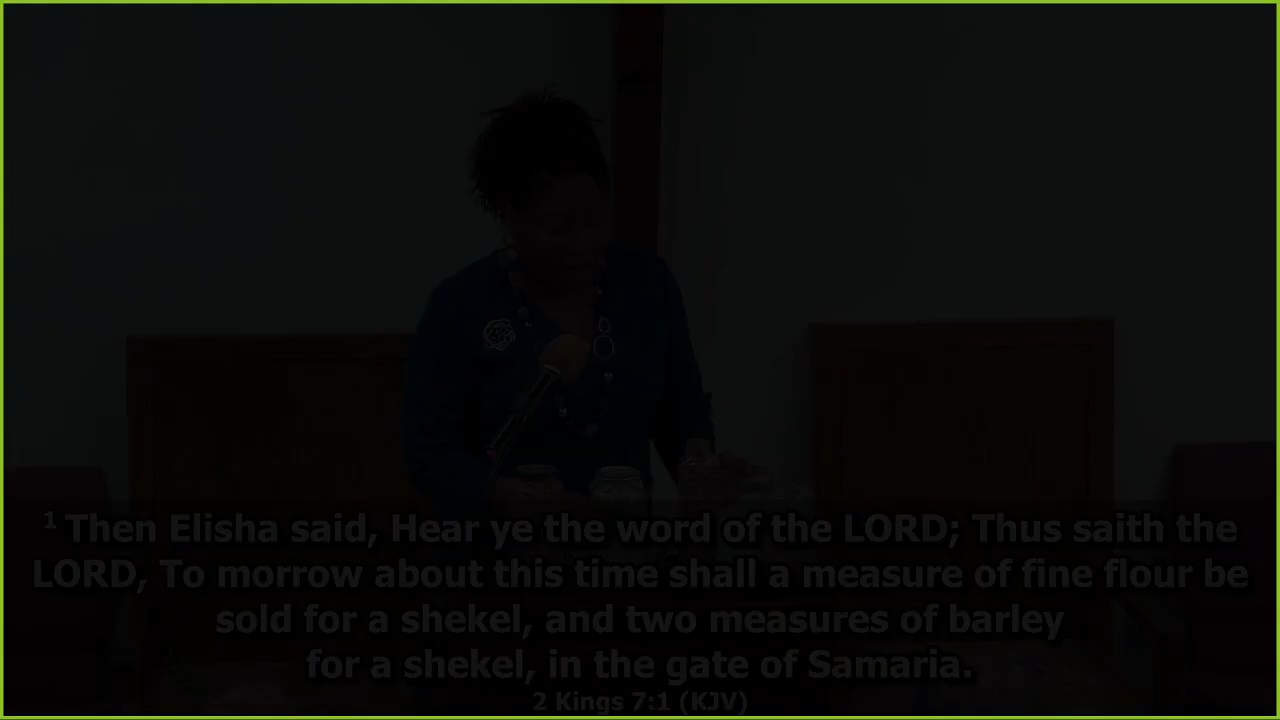 1 Then Elisha said, Hear ye the word of the LORD; Thus saith the
LORD, To morrow about this time shall a measure of fine flour be
sold for a shekel, and two measures of barley
for a shekel, in the gate of Samaria.
2 Kings 7:1 (KJV)